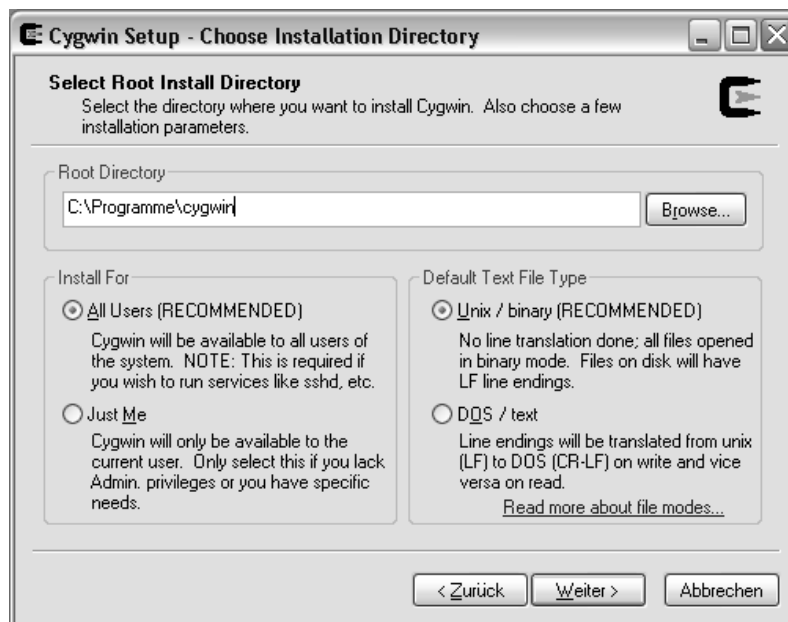 Cygwin Setup - Choose Installation Directory
Select Root Install Directory
Select the directory where you want to install Cygwin. Also choose a few
installation parameters.
Root Directory
C:\Programme\cygwin
Browse...
Install For
All Users (RECOMMENDED)
Cygwin will be available to all users of
the system. NOTE: This is required if
you wish to run services like sshd, etc.
Just Me
Cygwin will only be available to the
current user. Only select this if you lack
Admin. privileges or you have specific
needs.
Default Text File Type
Unix / binary (RECOMMENDED)
No line translation done; all files opened
in binary mode. Files on disk will have
LF line endings.
DOS / text
Line endings will be translated from unix
(LF) to DOS (CR-LF) on write and vice
versa on read.
Read more about file modes...
< Zurück
Weiter >
Abbrechen